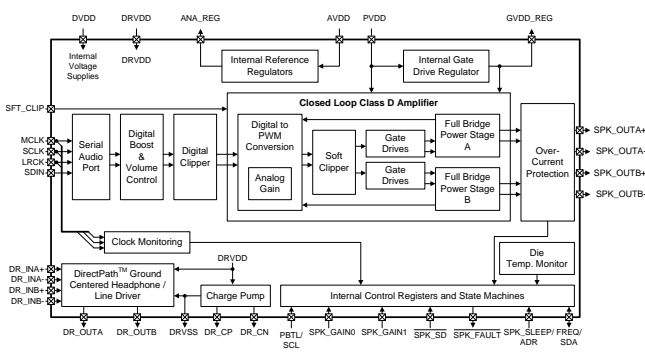 DVDD
DRVDD
ANA_REG
AVDD
PVDD
GVDD_REG
Internal
Voltage
Supplies
DRVDD
Internal Reference
Regulators
Internal Gate
Drive Regulator
SFT_CLIP
Closed Loop Class D Amplifier
MCLK
SCLK
LRCK
SDIN
Serial
Audio
Port
Digital
Boost
&
Volume
Control
Digital
Clipper
Digital to
PWM
Conversion
Analog
Gain
Soft
Clipper
Gate
Drives
Gate
Drives
Full Bridge
Power Stage
A
Full Bridge
Power Stage
B
Over-
Current
Protection
SPK_OUTA+
SPK_OUTA-
SPK_OUTB+
SPK_OUTB-
Clock Monitoring
Die
Temp. Monitor
DR_INA+
DR_INA-
DR_INB+
DR_INB-
DirectPath™ Ground
Centered Headphone /
Line Driver
DRVDD
Charge Pump
Internal Control Registers and State Machines
DR_OUTA
DR_OUTB
DRVSS
DR_CP
DR_CN
PBTL/
SCL
SPK_GAIN0
SPK_GAIN1
SPK_SD
SPK_FAULT
SPK_SLEEP/
ADR
FREQ/
SDA